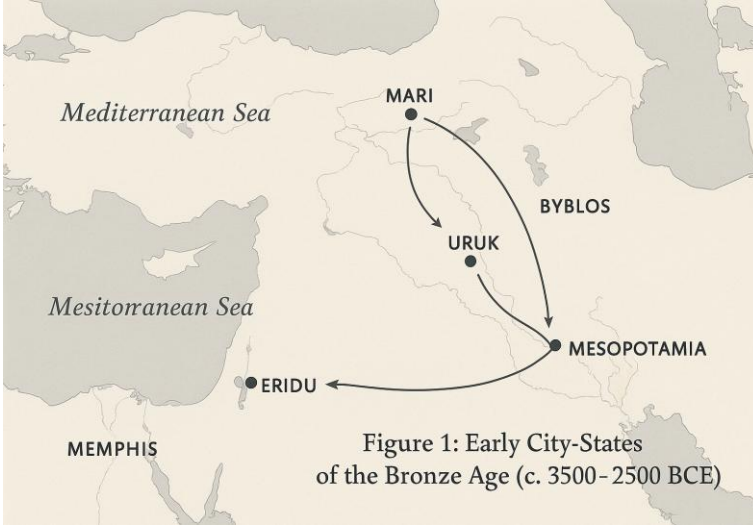 MARI
Mediterranean Sea
BYBLOS
URUK
Mesitorranean Sea
MESOPOTAMIA
ERIDU
MEMPHIS
Figure 1: Early City-States
of the Bronze Age (c. 3500–2500 BCE)